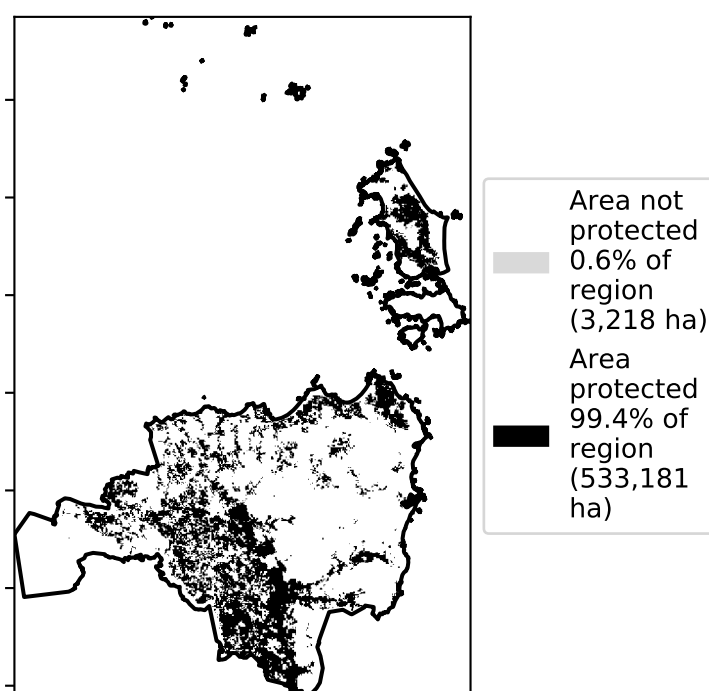 Area not
protected
0.6% of
region
(3,218 ha)
Area
protected
99.4% of
region
(533,181
ha)